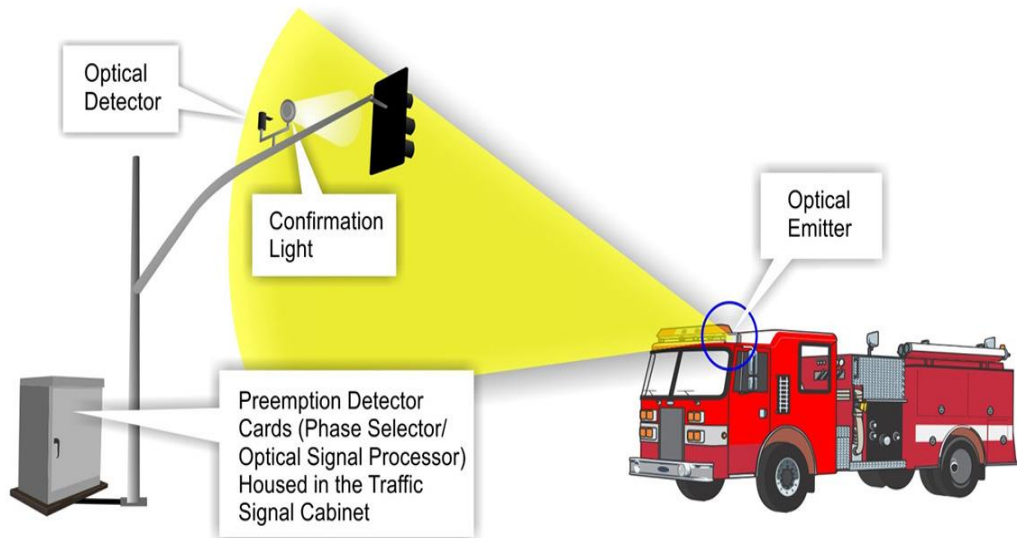 Optical
Detector
Confirmation
Light
Optical
Emitter
Preemption Detector
Cards (Phase Selector/
Optical Signal Processor)
Housed in the Traffic
Signal Cabinet